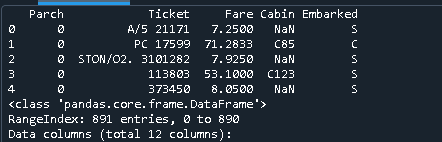 Parch Ticket Fare Cabin Embarked
0 0 A/5 21171 7.2500 NaN S
1 0 PC 17599 71.2833 C85 C
2 0 STON/O2. 3101282 7.9250 NaN S
3 0 113803 53.1000 C123 S
4 0 373450 8.0500 NaN S
<class 'pandas.core.frame.DataFrame'>
RangeIndex: 891 entries, 0 to 890
Data columns (total 12 columns):